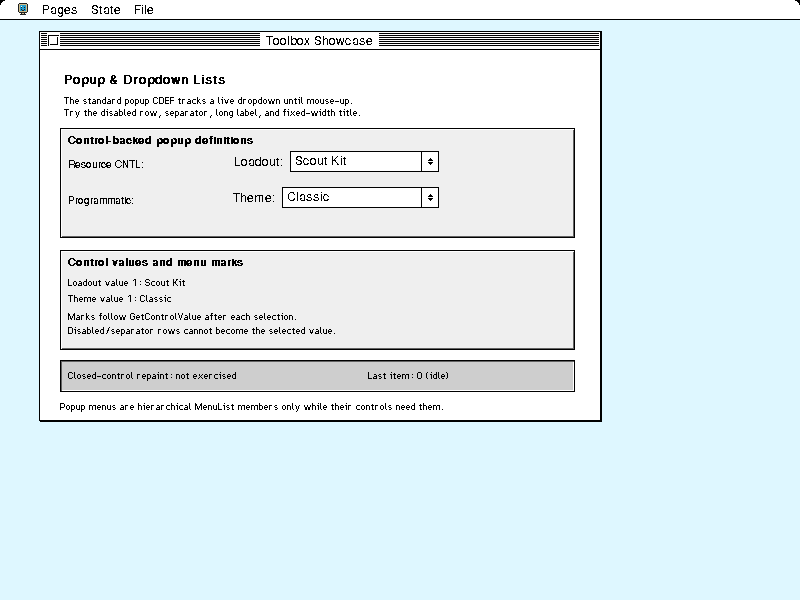 Pages State File
Toolbox Showcase
Popup & Dropdown Lists
The standard popup CDEF tracks a live dropdown until mouse-up.
Try the disabled row, separator, long label, and fixed-width title.
Control-backed popup definitions
Resource CNTL: Loadout: Scout Kit
Programmatic: Theme: Classic
Control values and menu marks
Loadout value 1: Scout Kit
Theme value 1: Classic
Marks follow GetControlValue after each selection.
Disabled/separator rows cannot become the selected value.
Closed-control repaint: not exercised Last item: 0 (idle)
Popup menus are hierarchical MenuList members only while their controls need them.